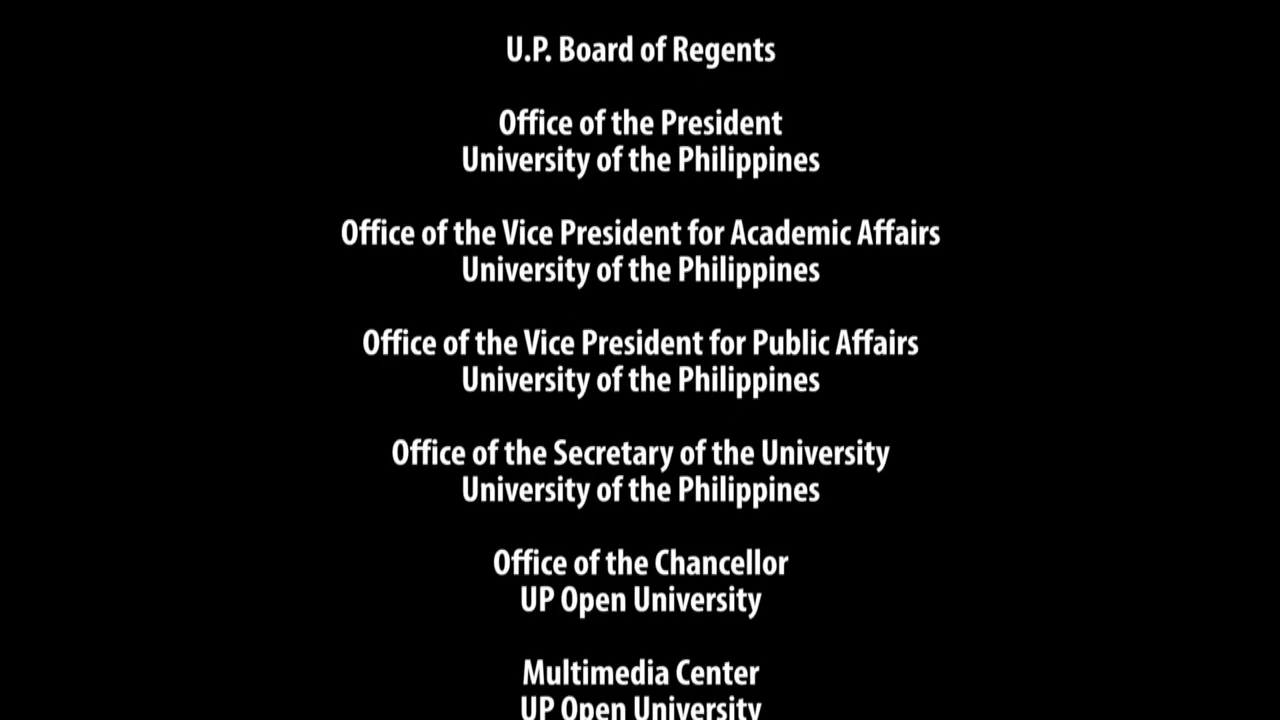 U.P. Board of Regents
Office of the President
University of the Philippines
Office of the Vice President for Academic Affairs
University of the Philippines
Office of the Vice President for Public Affairs
University of the Philippines
Office of the Secretary of the University
University of the Philippines
Office of the Chancellor
UP Open University
Multimedia Center
UP Open University